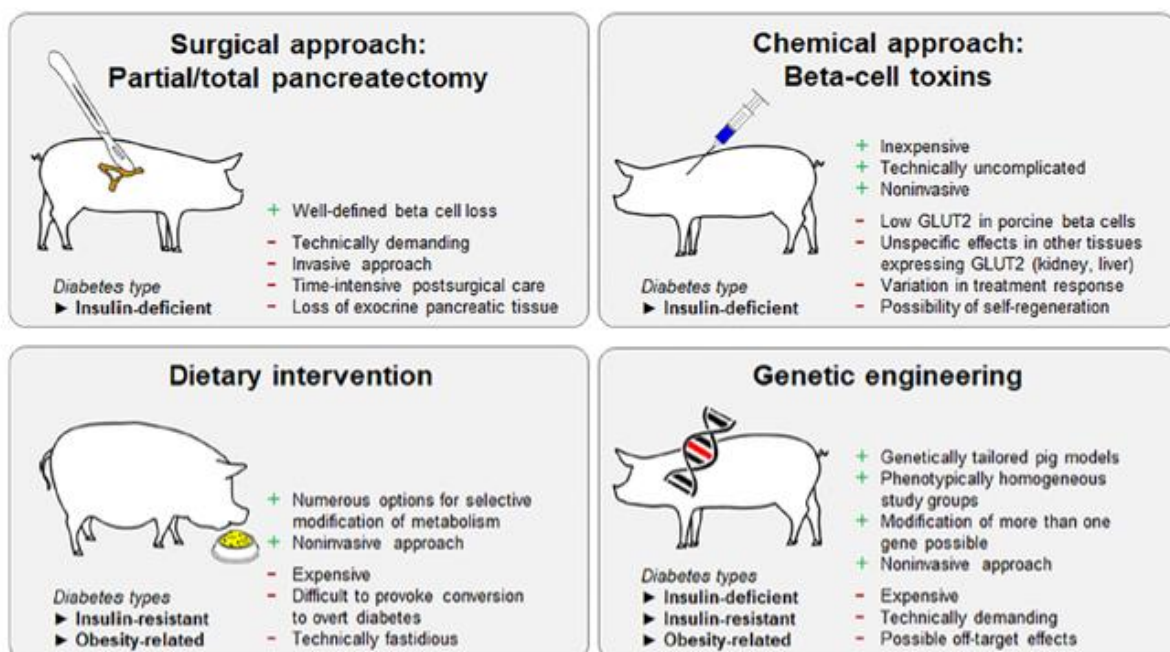 Surgical approach:
Partial/total pancreatectomy
+ Well-defined beta cell loss
- Technically demanding
- Invasive approach
- Time-intensive postsurgical care
- Loss of exocrine pancreatic tissue
Diabetes type
► Insulin-deficient
Chemical approach:
Beta-cell toxins
+ Inexpensive
+ Technically uncomplicated
+ Noninvasive
- Low GLUT2 in porcine beta cells
- Unspecific effects in other tissues
expressing GLUT2 (kidney, liver)
- Variation in treatment response
- Possibility of self-regeneration
Diabetes type
► Insulin-deficient
Dietary intervention
+ Numerous options for selective
modification of metabolism
+ Noninvasive approach
- Expensive
- Difficult to provoke conversion
to overt diabetes
- Technically fastidious
Diabetes types
► Insulin-resistant
► Obesity-related
Genetic engineering
+ Genetically tailored pig models
+ Phenotypically homogeneous
study groups
+ Modification of more than one
gene possible
+ Noninvasive approach
- Expensive
- Technically demanding
- Possible off-target effects
Diabetes types
► Insulin-deficient
► Insulin-resistant
► Obesity-related